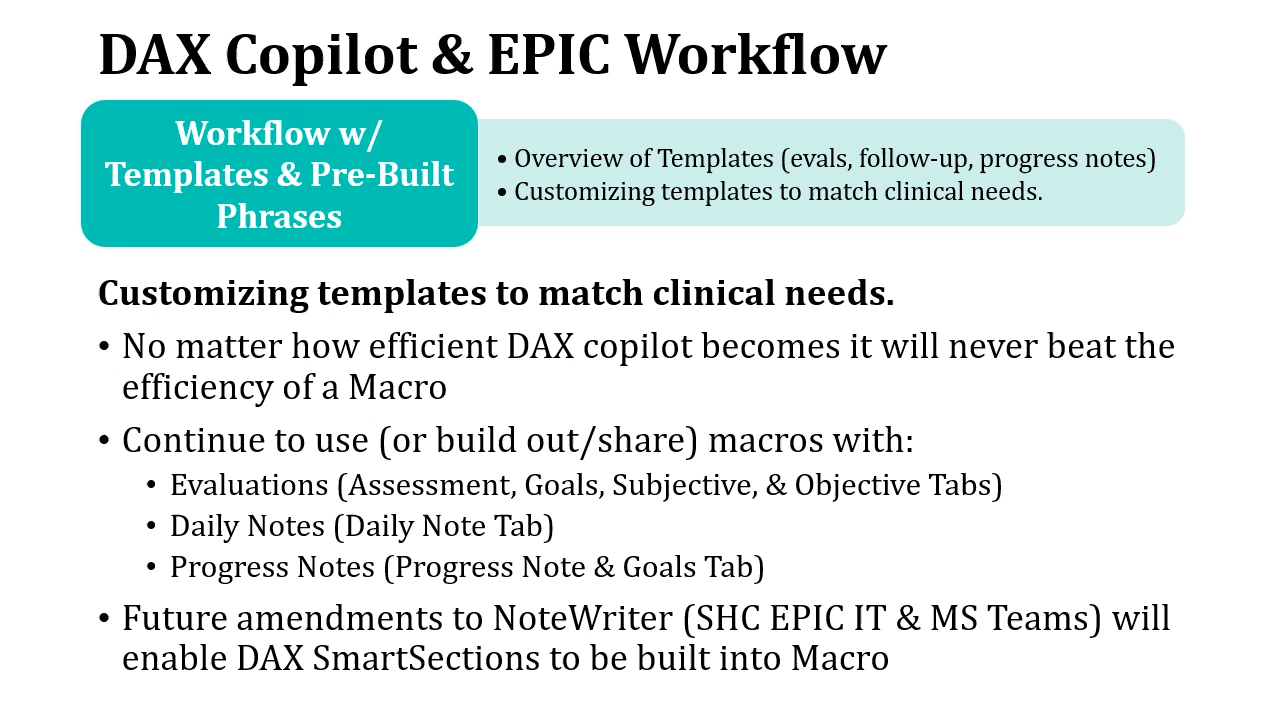 DAX Copilot & EPIC Workflow
Workflow w/
Templates & Pre-Built
Phrases
• Overview of Templates (evals, follow-up, progress notes)
• Customizing templates to match clinical needs.
Customizing templates to match clinical needs.
• No matter how efficient DAX copilot becomes it will never beat the
efficiency of a Macro
• Continue to use (or build out/share) macros with:
• Evaluations (Assessment, Goals, Subjective, & Objective Tabs)
• Daily Notes (Daily Note Tab)
• Progress Notes (Progress Note & Goals Tab)
• Future amendments to NoteWriter (SHC EPIC IT & MS Teams) will
enable DAX SmartSections to be built into Macro